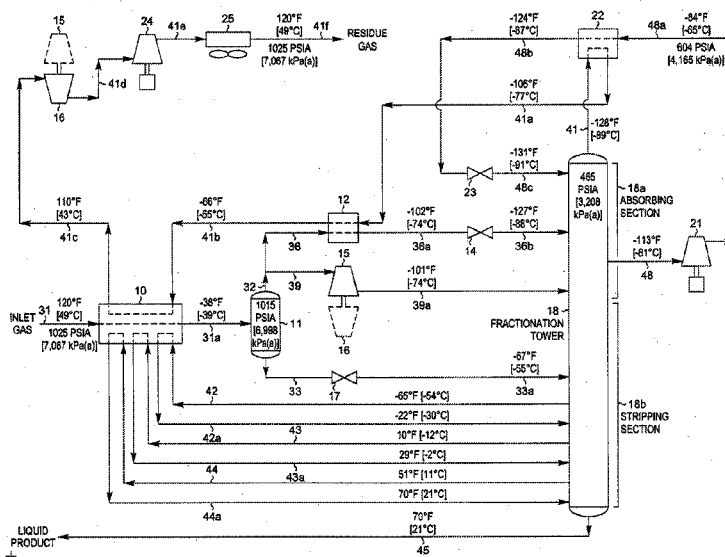 15
24
41e
25
120°F
[49°C]
41f
1025 PSIA
[7,067 kPa(a)]
RESIDUE
GAS
16
41d
-124°F
[-87°C]
48b
22
48a
-84°F
[-65°C]
604 PSIA
[4,165 kPa(a)]
-106°F
[-77°C]
41a
41
-128°F
[-89°C]
-131°F
[-91°C]
23
48c
465
PSIA
[3,208
kPa(a)]
18a
ABSORBING
SECTION
110°F
[43°C]
41c
-66°F
[-55°C]
41b
12
-102°F
[-74°C]
36
36a
14
-127°F
[-88°C]
36b
21
-113°F
[-81°C]
48
32
39
15
-101°F
[-74°C]
39a
31
120°F
[49°C]
INLET
GAS
1025 PSIA
[7,067 kPa(a)]
10
-38°F
[-39°C]
31a
1015
PSIA
[6,998
kPa(a)]
11
16
18
FRACTIONATION
TOWER
33
17
-67°F
[-55°C]
33a
42
-65°F [-54°C]
18b
STRIPPING
SECTION
-22°F [-30°C]
42a
43
10°F [-12°C]
29°F [-2°C]
44
43a
51°F [11°C]
70°F [21°C]
44a
LIQUID
PRODUCT
70°F
[21°C]
45